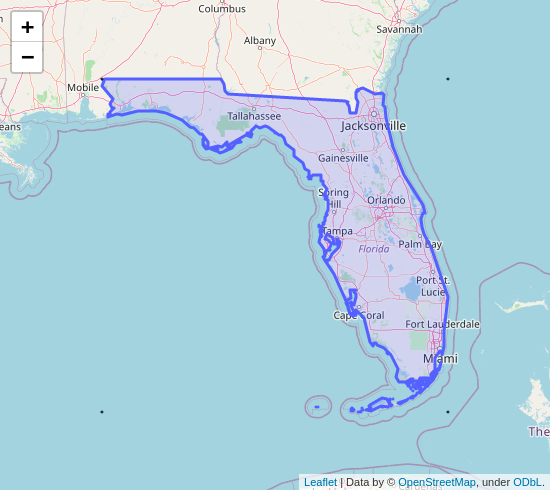 +
−
Columbus
Savannah
Albany
Mobile
eans
Tallahassee
Jacksonville
Gainesville
Spring
Hill
Orlando
Tampa
Palm Bay
Florida
Port St.
Lucie
Cape Coral
Fort Lauderdale
Miami
The
Leaflet | Data by © OpenStreetMap, under ODbL.